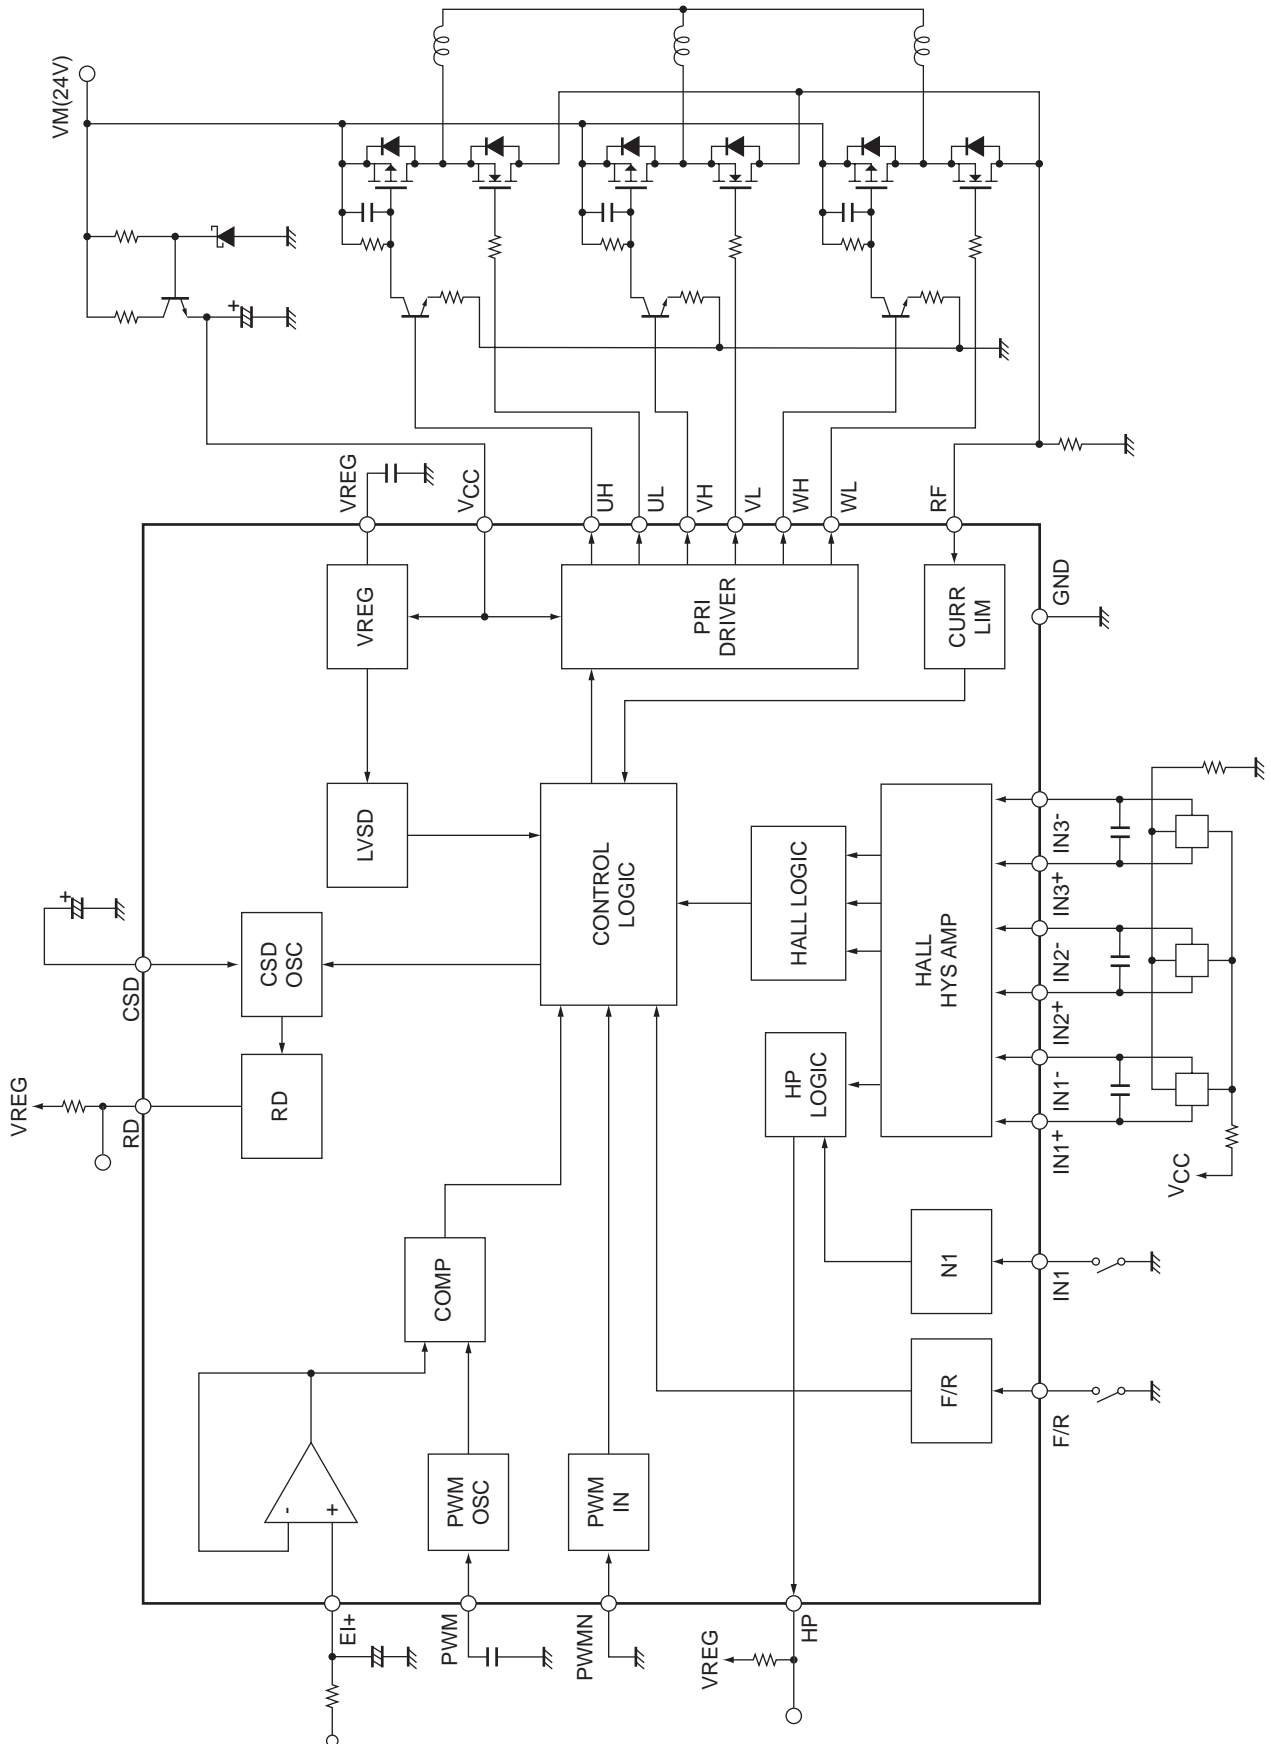 VM(24V)
+
VREG
VCC
UH
UL
VH
VL
WH
WL
RF
VREG
PRI
DRIVER
CURR
LIM
GND
LVSD
CONTROL
LOGIC
HALL LOGIC
HALL
HYS AMP
IN3-
IN3+
IN2-
IN2+
IN1-
IN1+
VCC
+
CSD
CSD
OSC
VREG
RD
RD
HP
LOGIC
COMP
N1
IN1
F/R
F/R
-
+
PWM
OSC
PWM
IN
EI+
PWM
PWMN
VREG
HP